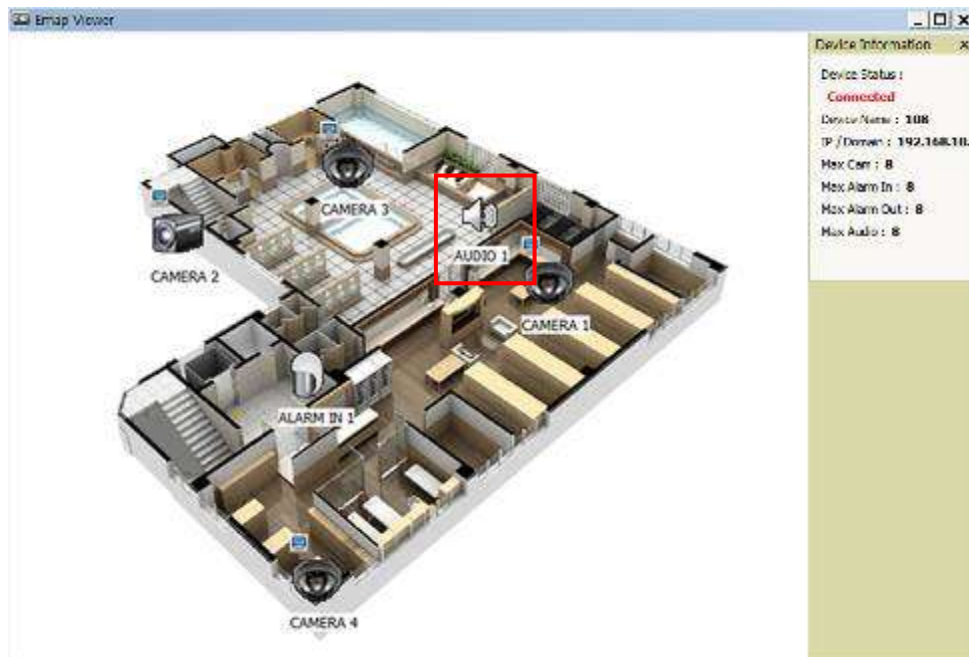 Emap Viewer
Device Information
Device Status :
Connected
Device Name : 108
IP / Domain : 192.168.10.
Max Cam : 8
Max Alarm In : 8
Max Alarm Out : 8
Max Audio : 8
CAMERA 3
AUDIO 1
CAMERA 2
CAMERA 1
ALARM IN 1
CAMERA 4